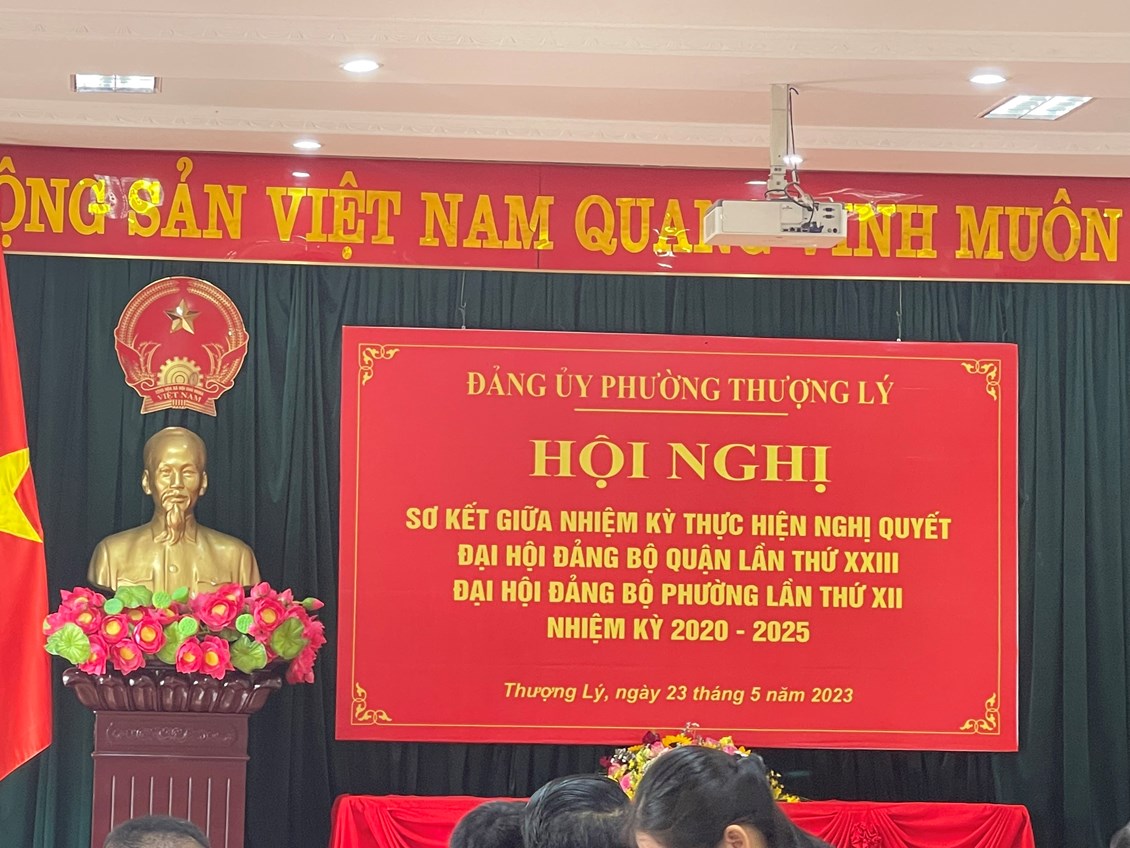 ỘNG SẢN VIỆT NAM QUANG VINH MUÔN
VIỆT NAM
ĐẢNG ỦY PHƯỜNG THƯỢNG LÝ
HỘI NGHỊ
SƠ KẾT GIỮA NHIỆM KỲ THỰC HIỆN NGHỊ QUYẾT
ĐẠI HỘI ĐẢNG BỘ QUẬN LẦN THỨ XXIII
ĐẠI HỘI ĐẢNG BỘ PHƯỜNG LẦN THỨ XII
NHIỆM KỲ 2020 - 2025
Thượng Lý, ngày 23 tháng 5 năm 2023